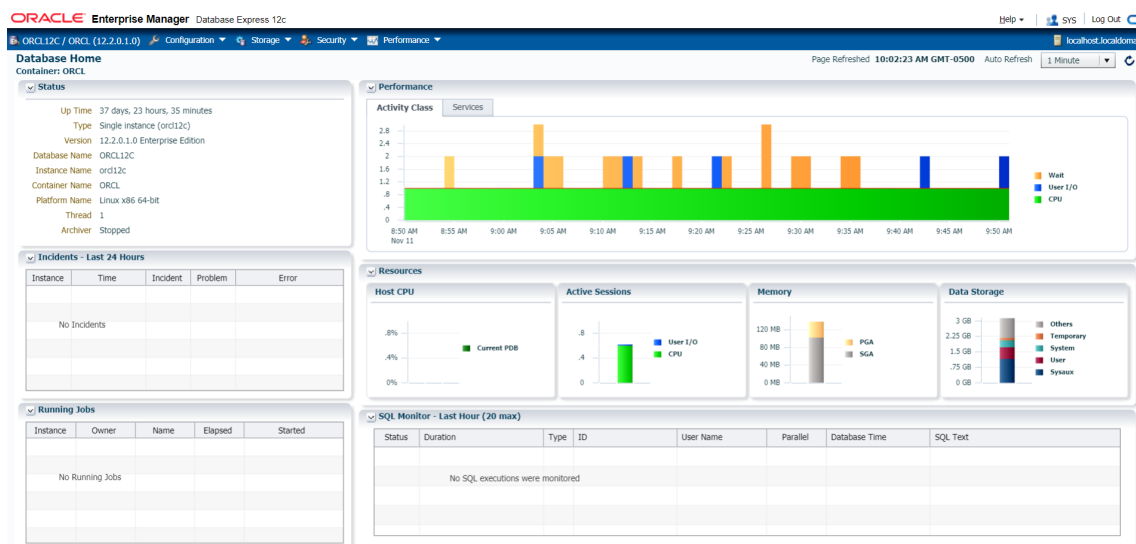 ORACLE Enterprise Manager Database Express 12c
Help SYS Log Out
ORCL12C / ORCL (12.2.0.1.0) Configuration Storage Security Performance localhost.localdoma
Database Home
Container: ORCL
Page Refreshed 10:02:23 AM GMT-0500 Auto Refresh 1 Minute
Status
Up Time 37 days, 23 hours, 35 minutes
Type Single instance (orcl12c)
Version 12.2.0.1.0 Enterprise Edition
Database Name ORCL12C
Instance Name orcl12c
Container Name ORCL
Platform Name Linux x86 64-bit
Thread 1
Archiver Stopped
Performance
Activity Class Services
2.8
2.4
2
1.6
1.2
.8
.4
0
8:50 AM 8:55 AM 9:00 AM 9:05 AM 9:10 AM 9:15 AM 9:20 AM 9:25 AM 9:30 AM 9:35 AM 9:40 AM 9:45 AM 9:50 AM
Nov 11
Wait
User I/O
CPU
Incidents - Last 24 Hours
Instance Time Incident Problem Error
No Incidents
Resources
Host CPU
.8%
.4%
0%
Current PDB
Active Sessions
.8
.4
0
User I/O
CPU
Memory
120 MB
80 MB
40 MB
0 MB
PGA
SGA
Data Storage
3 GB
2.25 GB
1.5 GB
.75 GB
0 GB
Others
Temporary
System
User
Sysaux
Running Jobs
Instance Owner Name Elapsed Started
No Running Jobs
SQL Monitor - Last Hour (20 max)
Status Duration Type ID User Name Parallel Database Time SQL Text
No SQL executions were monitored